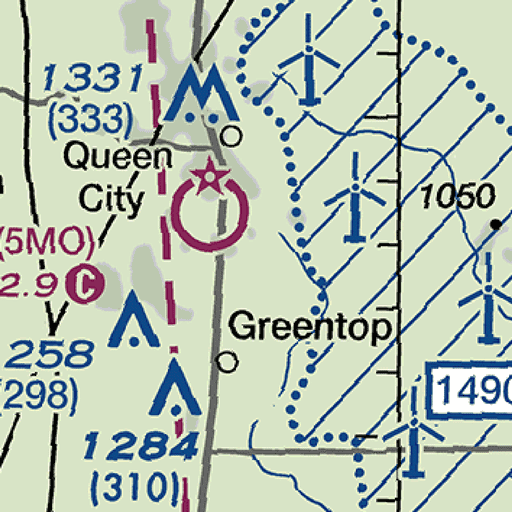 1331
(333)
Queen
City
1050
(5MO)
2.9 C
Greentop
258
(298)
1490
1284
(310)